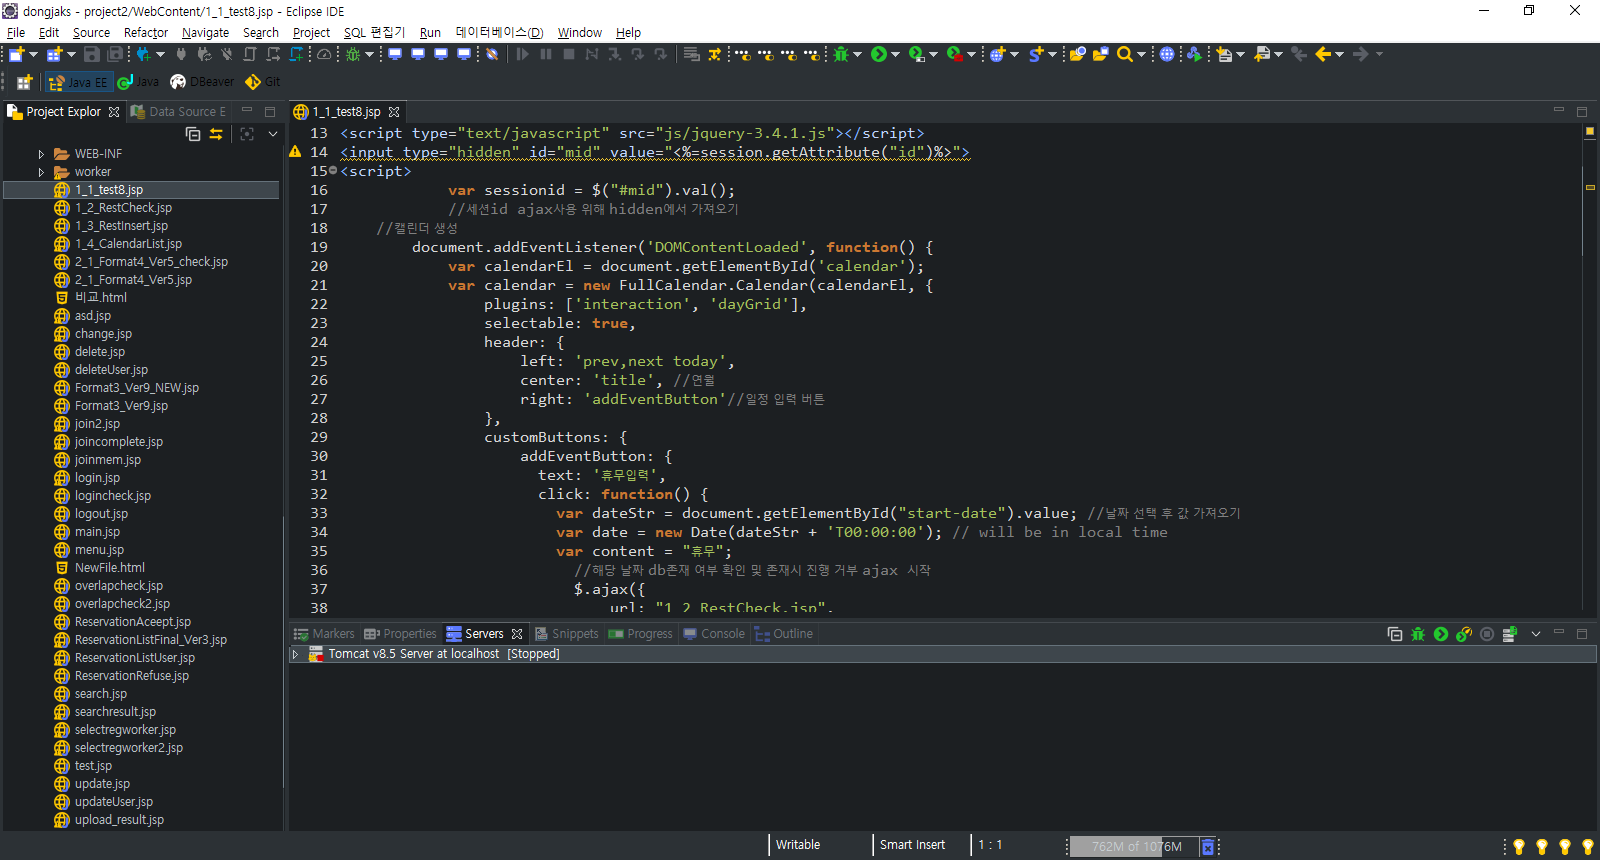 dongjaks - project2/WebContent/1_1_test8.jsp - Eclipse IDE
File Edit Source Refactor Navigate Search Project SQL 편집기 Run 데이터베이스(D) Window Help
Java EE Java DBeaver Git
Project Explor Data Source E
WEB-INF
worker
1_1_test8.jsp
1_2_RestCheck.jsp
1_3_RestInsert.jsp
1_4_CalendarList.jsp
2_1_Format4_Ver5_check.jsp
2_1_Format4_Ver5.jsp
비교.html
asd.jsp
change.jsp
delete.jsp
deleteUser.jsp
Format3_Ver9_NEW.jsp
Format3_Ver9.jsp
join2.jsp
joincomplete.jsp
joinmem.jsp
login.jsp
logincheck.jsp
logout.jsp
main.jsp
menu.jsp
NewFile.html
overlapcheck.jsp
overlapcheck2.jsp
ReservationAceept.jsp
ReservationListFinal_Ver3.jsp
ReservationListUser.jsp
ReservationRefuse.jsp
search.jsp
searchresult.jsp
selectregworker.jsp
selectregworker2.jsp
test.jsp
update.jsp
updateUser.jsp
upload_result.jsp
1_1_test8.jsp
13 <script type="text/javascript" src="js/jquery-3.4.1.js"></script>
14 <input type="hidden" id="mid" value="<%=session.getAttribute("id")%>">
15 <script>
16 var sessionid = $("#mid").val();
17 //세션id ajax사용 위해 hidden에서 가져오기
18 //캘린더 생성
19 document.addEventListener('DOMContentLoaded', function() {
20 var calendarEl = document.getElementById('calendar');
21 var calendar = new FullCalendar.Calendar(calendarEl, {
22 plugins: ['interaction', 'dayGrid'],
23 selectable: true,
24 header: {
25 left: 'prev,next today',
26 center: 'title', //연월
27 right: 'addEventButton'//일정 입력 버튼
28 },
29 customButtons: {
30 addEventButton: {
31 text: '휴무입력',
32 click: function() {
33 var dateStr = document.getElementById("start-date").value; //날짜 선택 후 값 가져오기
34 var date = new Date(dateStr + 'T00:00:00'); // will be in local time
35 var content = "휴무";
36 //해당 날짜 db존재 여부 확인 및 존재시 진행 거부 ajax 시작
37 $.ajax({
38 url: "1_2_RestCheck.jsp",
Markers Properties Servers Snippets Progress Console Outline
Tomcat v8.5 Server at localhost [Stopped]
Writable Smart Insert 1 : 1 762M of 1076M